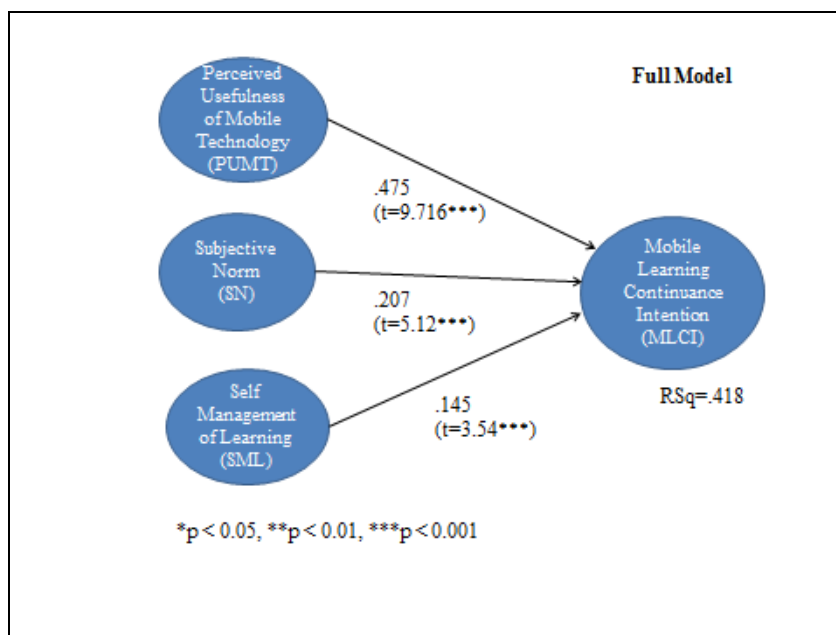 Perceived
Usefulness
of Mobile
Technology
(PUMT)
Full Model
.475
(t=9.716***)
Subjective
Norm
(SN)
.207
(t=5.12***)
Mobile
Learning
Continuance
Intention
(MLCI)
Self
Management
of Learning
(SML)
.145
(t=3.54***)
RSq=.418
*p < 0.05, **p < 0.01, ***p < 0.001